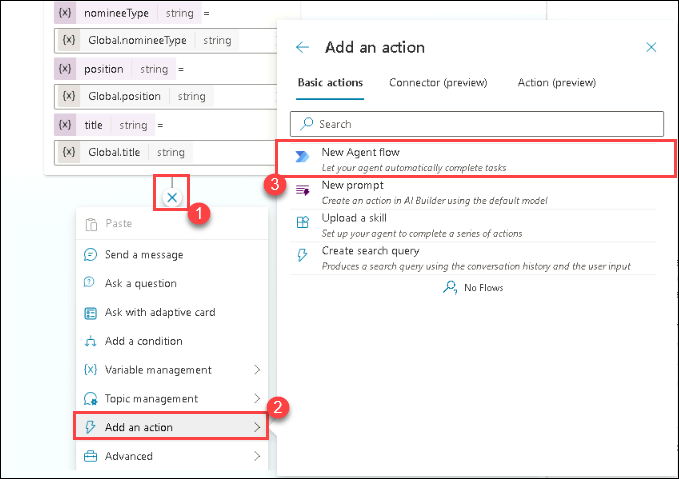 {x} nomineeType string =
{x} Global.nomineeType string
{x} position string =
{x} Global.position string
{x} title string =
{x} Global.title string
1
Paste
Send a message
Ask a question
Ask with adaptive card
Add a condition
{x} Variable management
Topic management
Add an action
2
Advanced
Add an action
Basic actions Connector (preview) Action (preview)
Search
New Agent flow
Let your agent automatically complete tasks
3
New prompt
Create an action in AI Builder using the default model
Upload a skill
Set up your agent to complete a series of actions
Create search query
Produces a search query using the conversation history and the user input
No Flows